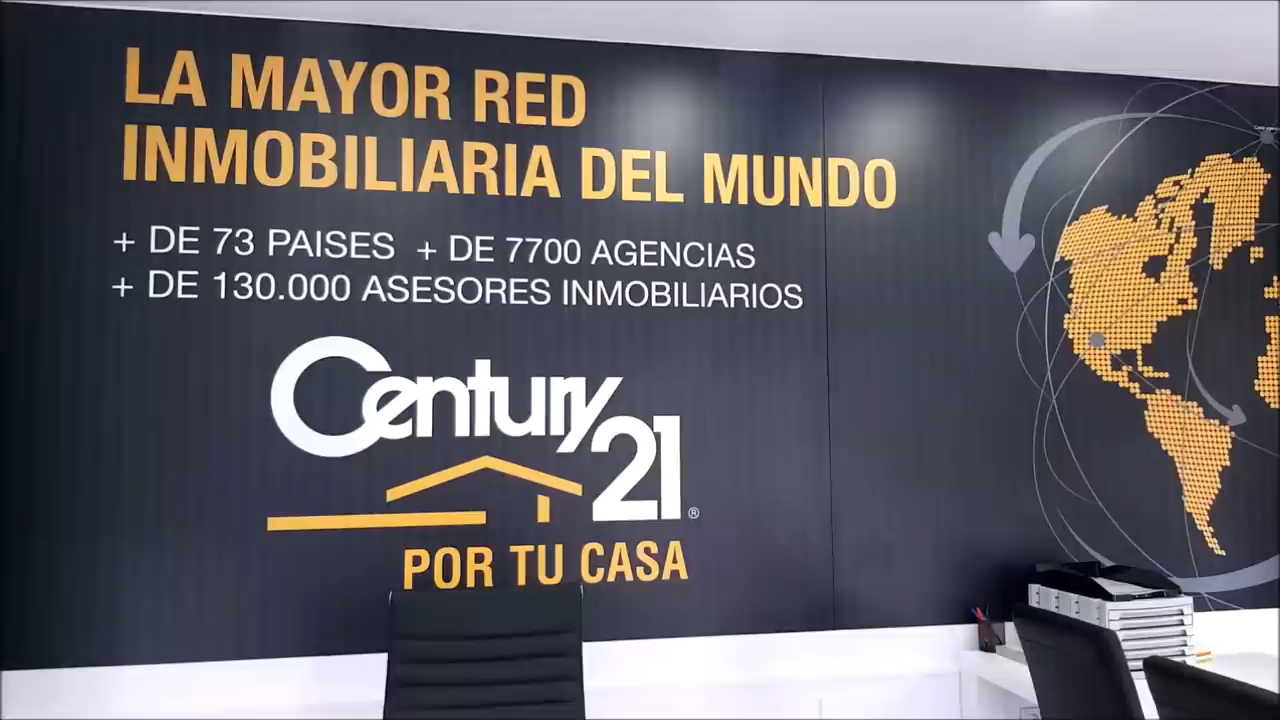 LA MAYOR RED
INMOBILIARIA DEL MUNDO
+ DE 73 PAISES + DE 7700 AGENCIAS
+ DE 130.000 ASESORES INMOBILIARIOS
Century
21®
POR TU CASA